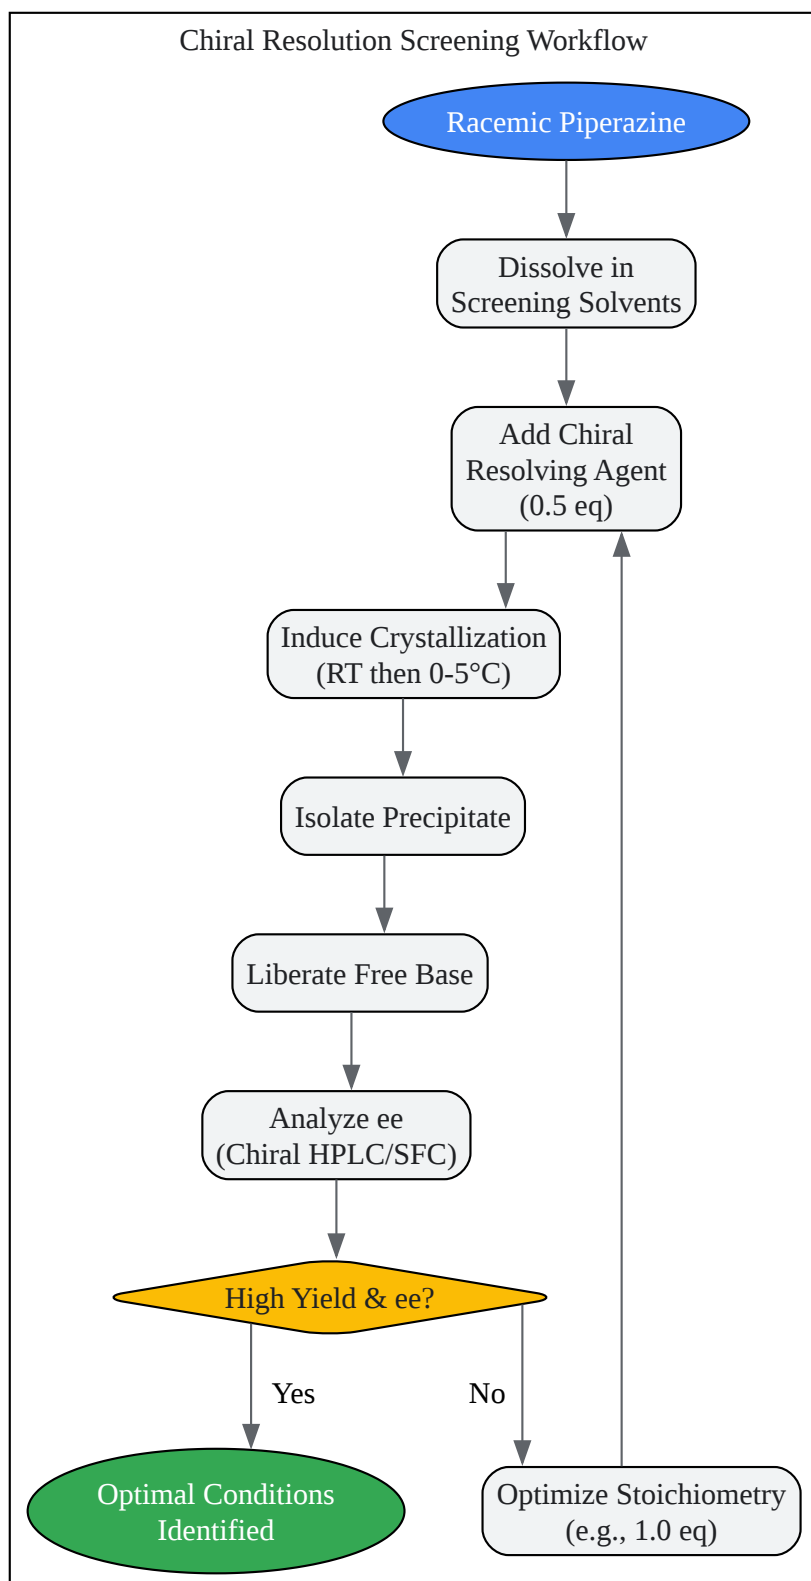 Chiral Resolution Screening Workflow
Racemic Piperazine
Dissolve in
Screening Solvents
Add Chiral
Resolving Agent
(0.5 eq)
Induce Crystallization
(RT then 0-5°C)
Isolate Precipitate
Liberate Free Base
Analyze ee
(Chiral HPLC/SFC)
High Yield & ee?
Yes
No
Optimal Conditions
Identified
Optimize Stoichiometry
(e.g., 1.0 eq)